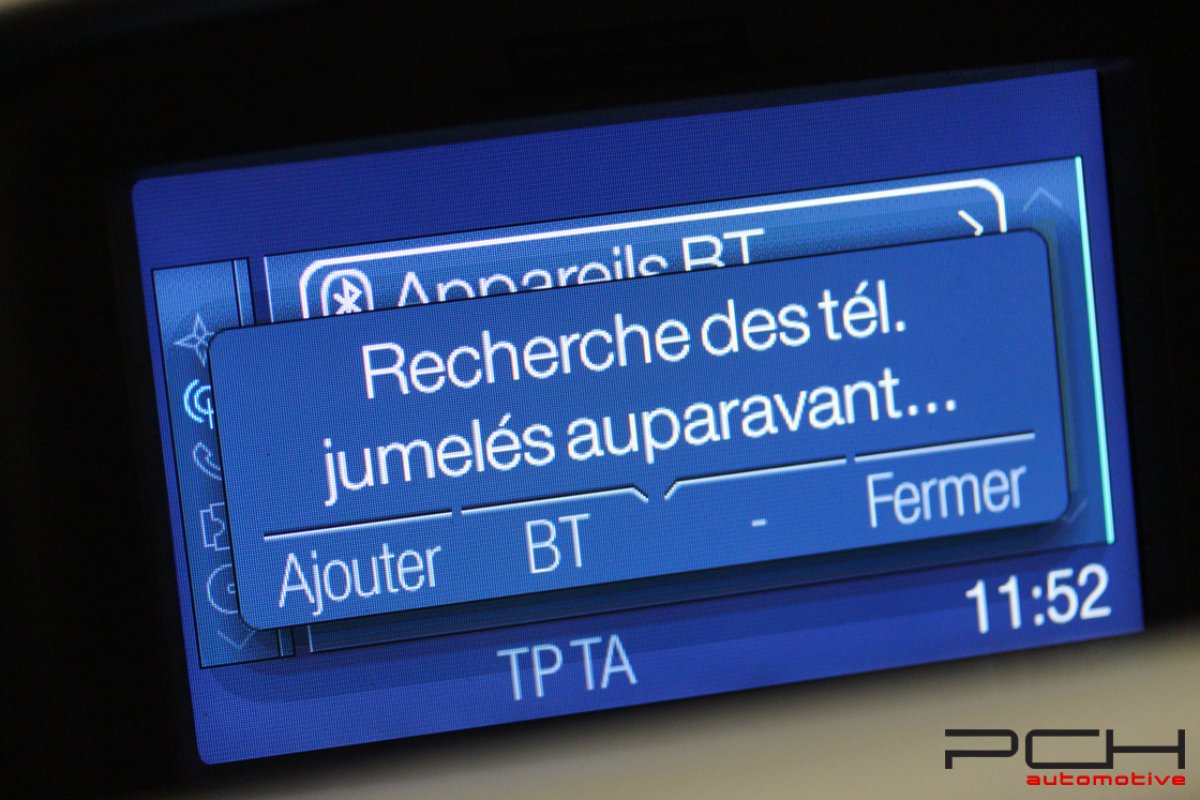 Appareils BT
Recherche des tél.
jumelés auparavant...
Ajouter BT - Fermer
11:52
TP TA
PCH
automotive